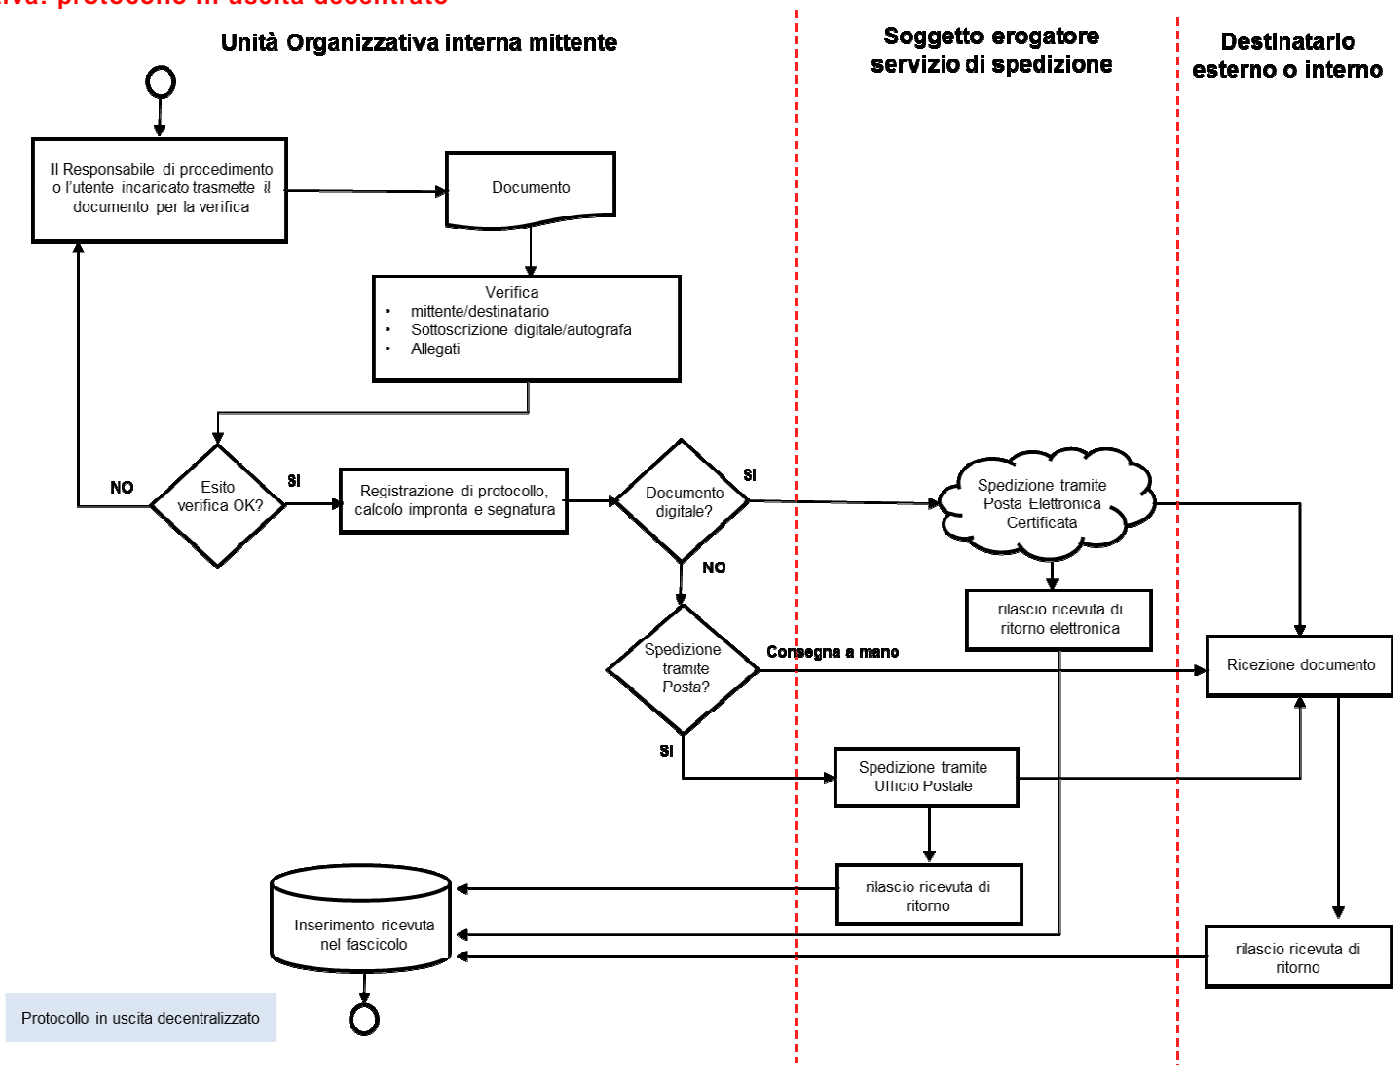 protocollo in uscita decentrato
Unità Organizzativa interna mittente
Soggetto erogatore
servizio di spedizione
Destinatario
esterno o interno
Il Responsabile di procedimento
o l'utente incaricato trasmette il
documento per la verifica
Documento
Verifica
• mittente/destinatario
• Sottoscrizione digitale/autografa
• Allegati
NO
Esito
verifica OK?
SI
Registrazione di protocollo,
calcolo impronta e segnatura
Documento
digitale?
SI
Spedizione tramite
Posta Elettronica
Certificata
NO
rilascio ricevuta di
ritorno elettronica
Spedizione
tramite
Posta?
Consegna a mano
Ricezione documento
SI
Spedizione tramite
Ufficio Postale
rilascio ricevuta di
ritorno
Inserimento ricevuta
nel fascicolo
rilascio ricevuta di
ritorno
Protocollo in uscita decentralizzato